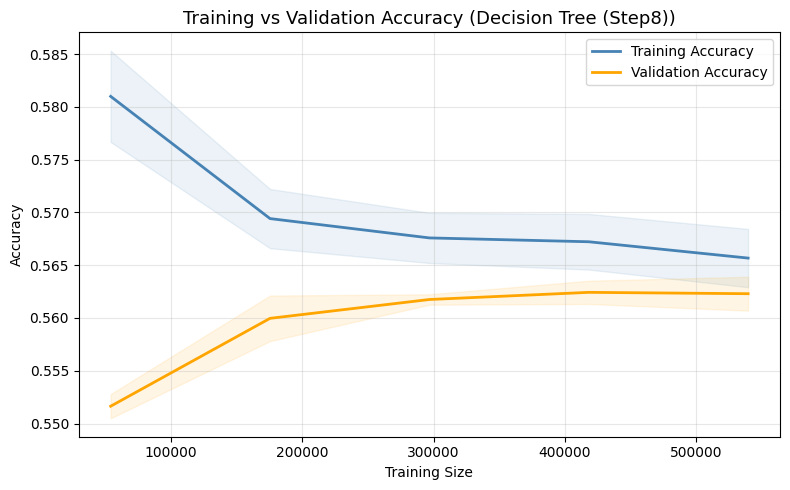 Training vs Validation Accuracy (Decision Tree (Step8))
Training Accuracy
Validation Accuracy
Accuracy
0.585
0.580
0.575
0.570
0.565
0.560
0.555
0.550
100000 200000 300000 400000 500000
Training Size